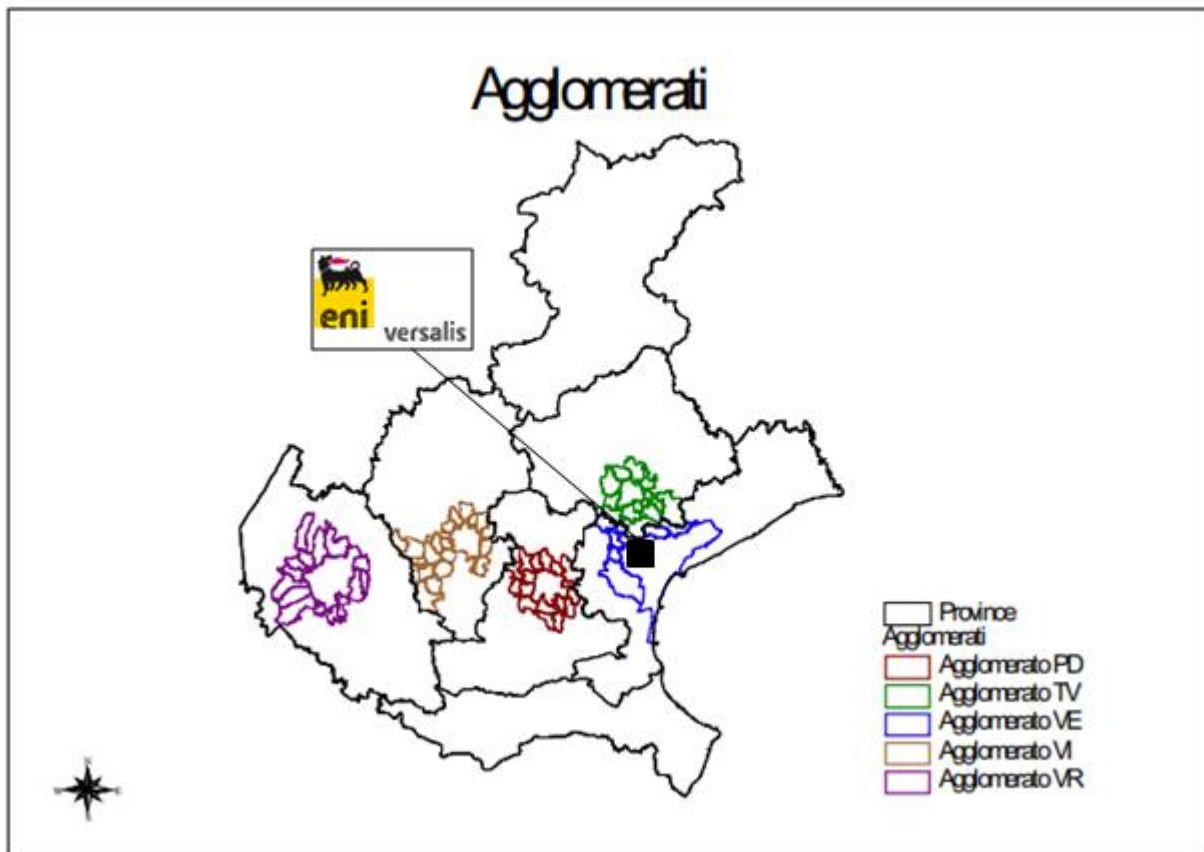 Agglomerati
eni
versalis
Province
Agglomerati
Agglomerato PD
Agglomerato TV
Agglomerato VE
Agglomerato VI
Agglomerato VR